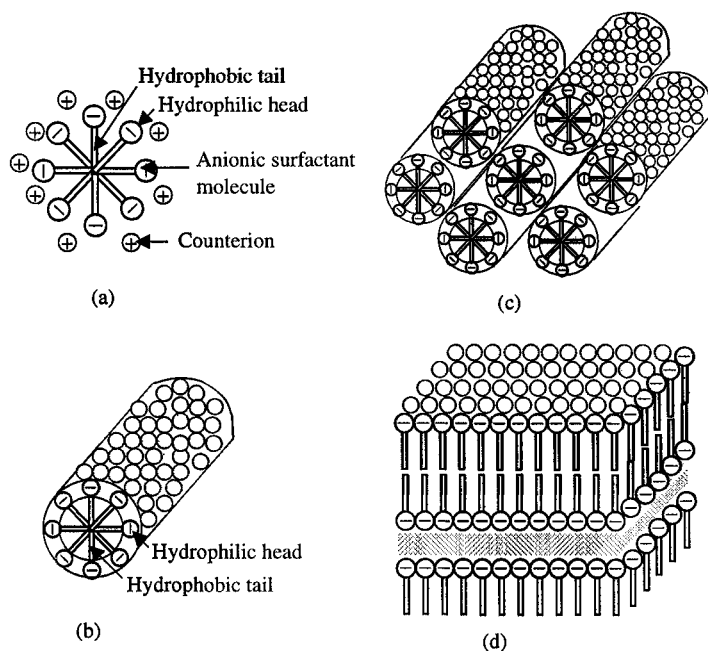 Hydrophobic tail
Hydrophilic head
Anionic surfactant
molecule
Counterion
(a)
(c)
Hydrophilic head
Hydrophobic tail
(b)
(d)